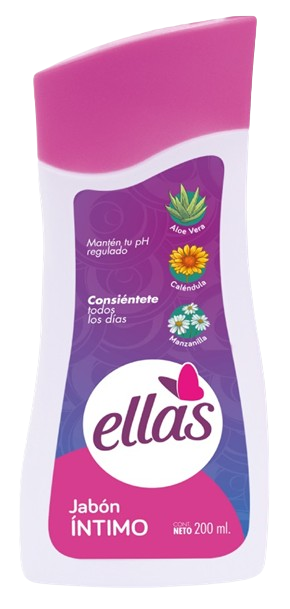 Aloe Vera
Mantén tu pH
regulado
Caléndula
Consiéntete
todos
los días
Manzanilla
ellas
Jabón
ÍNTIMO
CONT.
NETO 200 ml.